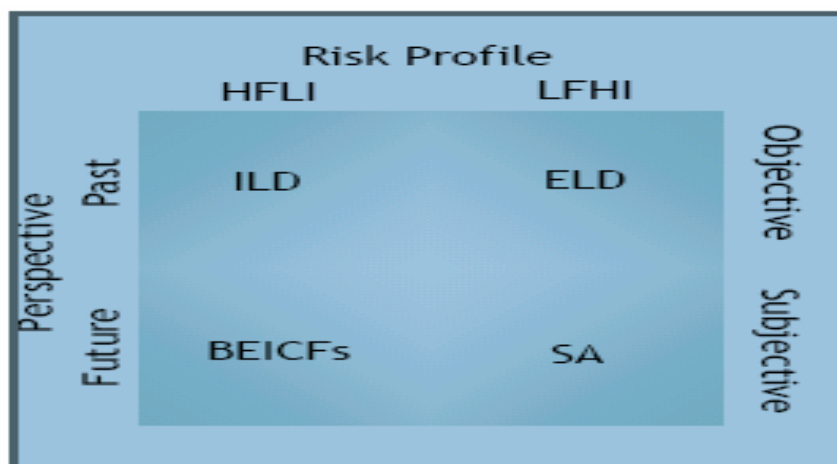 Risk Profile
HFLI LFHI
Perspective
Past
ILD ELD
Objective
Future
BEICFs SA
Subjective